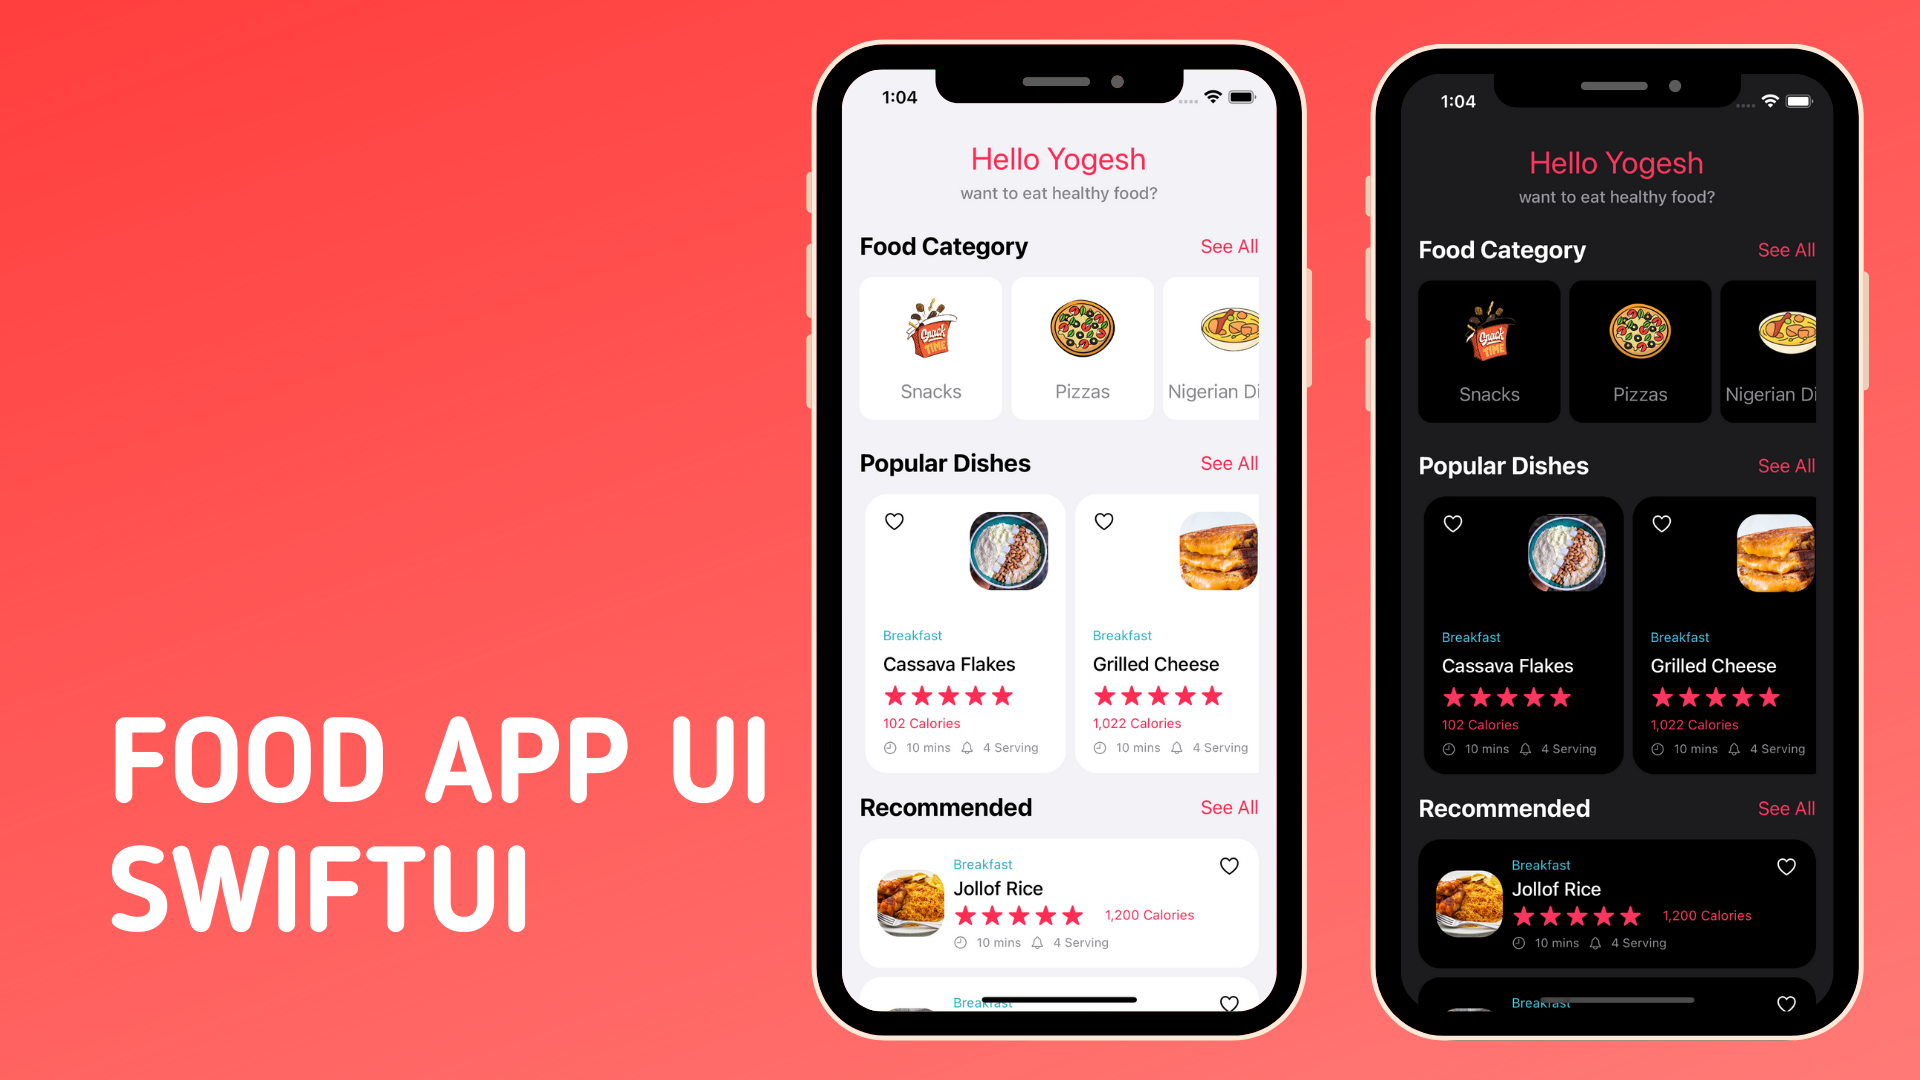 FOOD APP UI
SWIFTUI
1:04
Hello Yogesh
want to eat healthy food?
Food Category See All
Snack
TIME
Snacks Pizzas Nigerian Di
Popular Dishes See All
Breakfast Breakfast
Cassava Flakes Grilled Cheese
102 Calories 1,022 Calories
10 mins 4 Serving 10 mins 4 Serving
Recommended See All
Breakfast
Jollof Rice
1,200 Calories
10 mins 4 Serving
Breakfast
1:04
Hello Yogesh
want to eat healthy food?
Food Category See All
Snack
TIME
Snacks Pizzas Nigerian Di
Popular Dishes See All
Breakfast Breakfast
Cassava Flakes Grilled Cheese
102 Calories 1,022 Calories
10 mins 4 Serving 10 mins 4 Serving
Recommended See All
Breakfast
Jollof Rice
1,200 Calories
10 mins 4 Serving
Breakfast